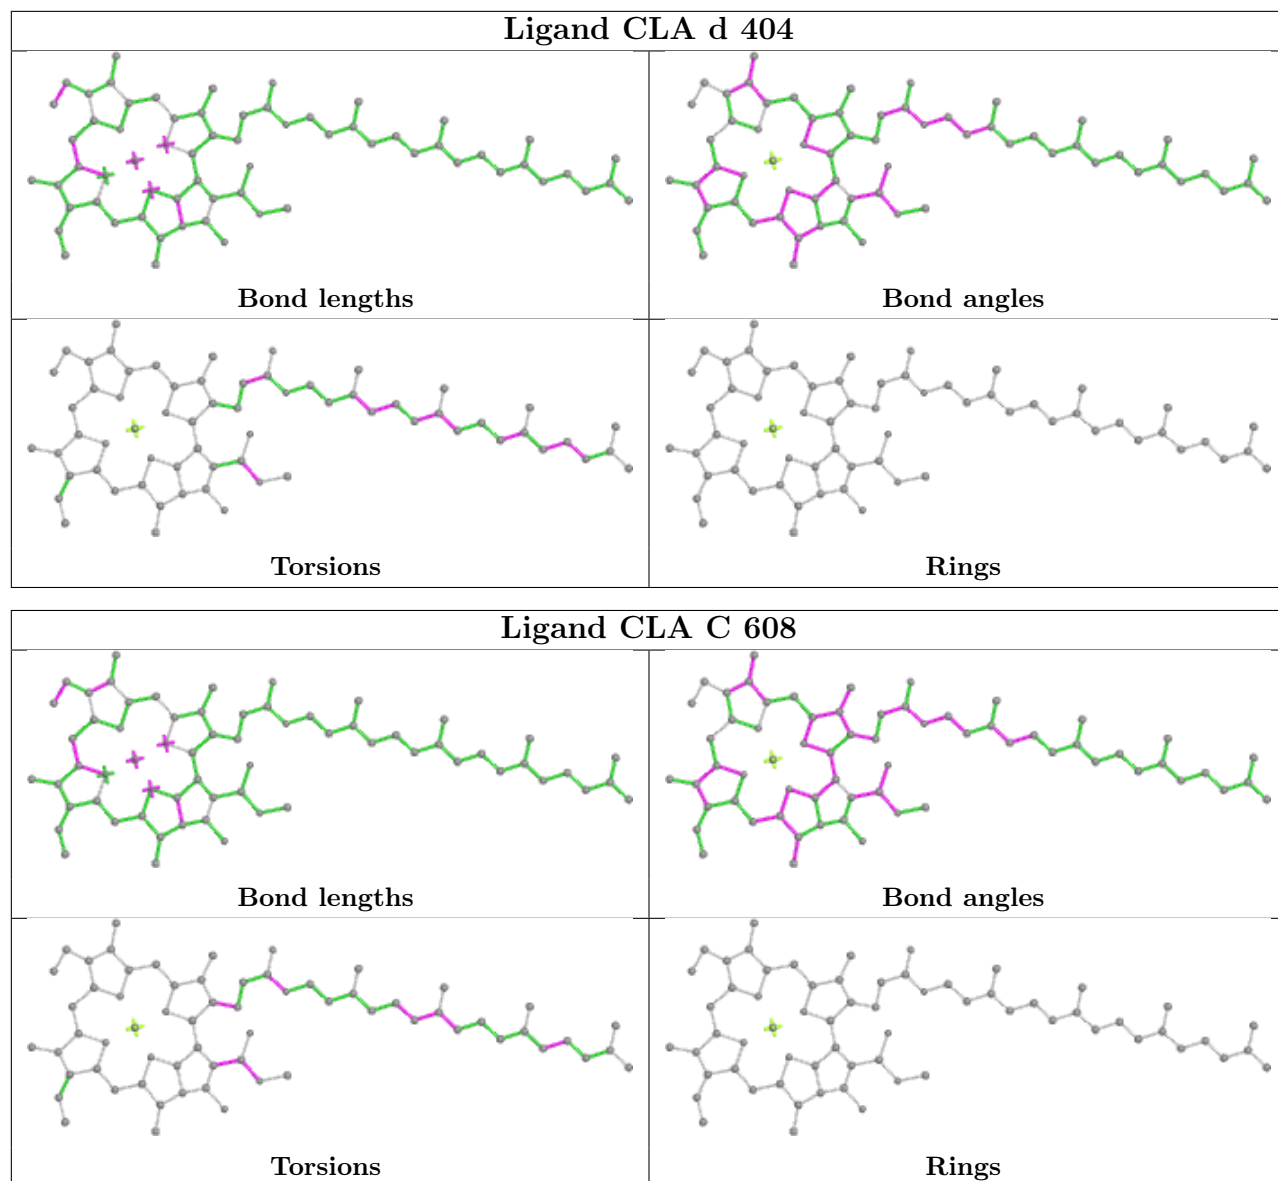 Ligand CLA d 404
Bond lengths
Bond angles
Torsions
Rings
Ligand CLA C 608
Bond lengths
Bond angles
Torsions
Rings